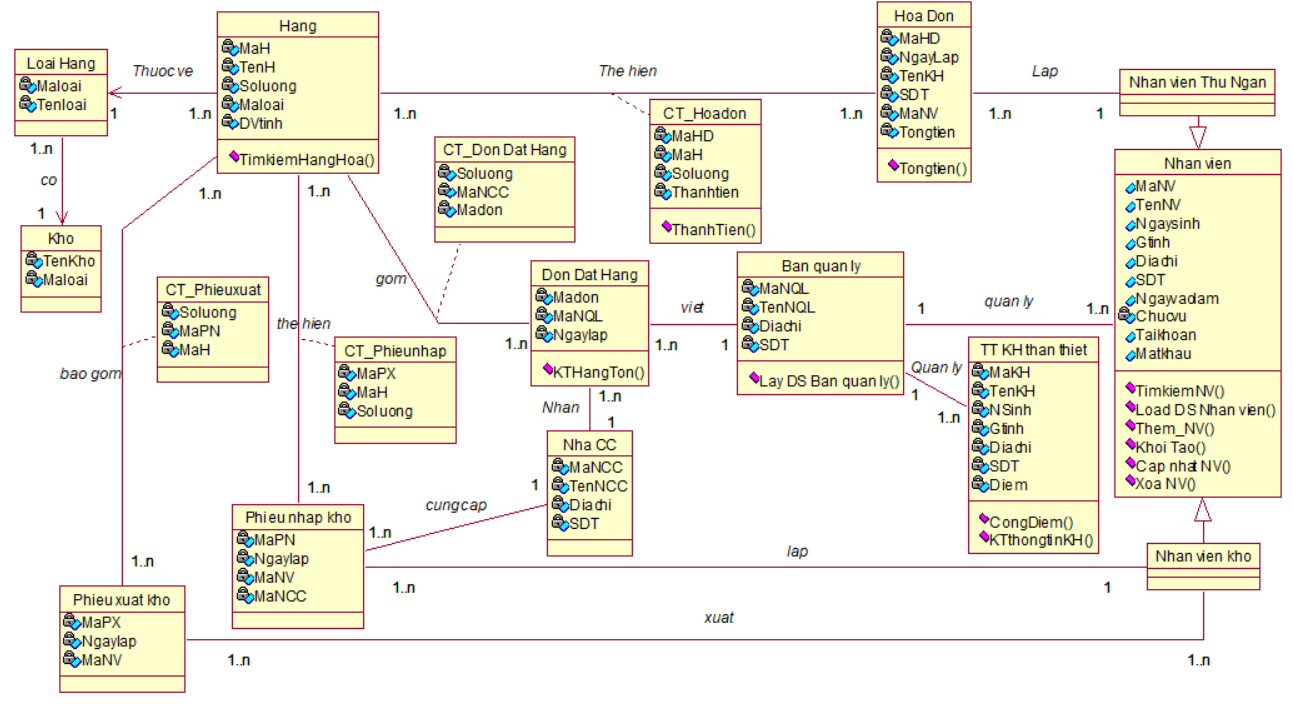 Hang
MaH
TenH
Soluong
Maloai
DVtinh
TimkiemHangHoa()
Loai Hang
Maloai
Tenloai
Thuoc ve
1
1..n
1..n
co
1
Kho
TenKho
Maloai
The hien
1..n
1..n
CT_Hoadon
MaHD
MaH
Soluong
Thanhtien
ThanhTien()
Hoa Don
MaHD
NgayLap
TenKH
SDT
MaNV
Tongtien
Tongtien()
Lap
1..n
1
Nhan vien Thu Ngan
Nhan vien
MaNV
TenNV
Ngaysinh
Gtinh
Diachi
SDT
Ngayvaolam
Chucvu
Taikhoan
Matkhau
TimkiemNV()
Load DS Nhan vien()
Them_NV()
Khoi Tao()
Cap nhat NV()
Xoa NV()
CT_Don Dat Hang
Soluong
MaNCC
Madon
1..n
1..n
gom
1..n
Don Dat Hang
Madon
MaNQL
Ngaylap
KTHangTon()
viet
1..n
1
Ban quan ly
MaNQL
TenNQL
Diachi
SDT
Lay DS Ban quan ly()
quan ly
1
1..n
Quan ly
1
1..n
TT KH than thiet
MaKH
TenKH
NSinh
Gtinh
Diachi
SDT
Diem
CongDiem()
KTthongtinKH()
CT_Phieuxuat
Soluong
MaPN
MaH
the hien
bao gom
CT_Phieunhap
MaPX
MaH
Soluong
1..n
Nhan
1
Nha CC
MaNCC
TenNCC
Diachi
SDT
1
cung cap
1..n
1..n
Phieu nhap kho
MaPN
Ngaylap
MaNV
MaNCC
lap
1..n
1
Nhan vien kho
1..n
Phieu xuat kho
MaPX
Ngaylap
MaNV
xuat
1..n
1..n